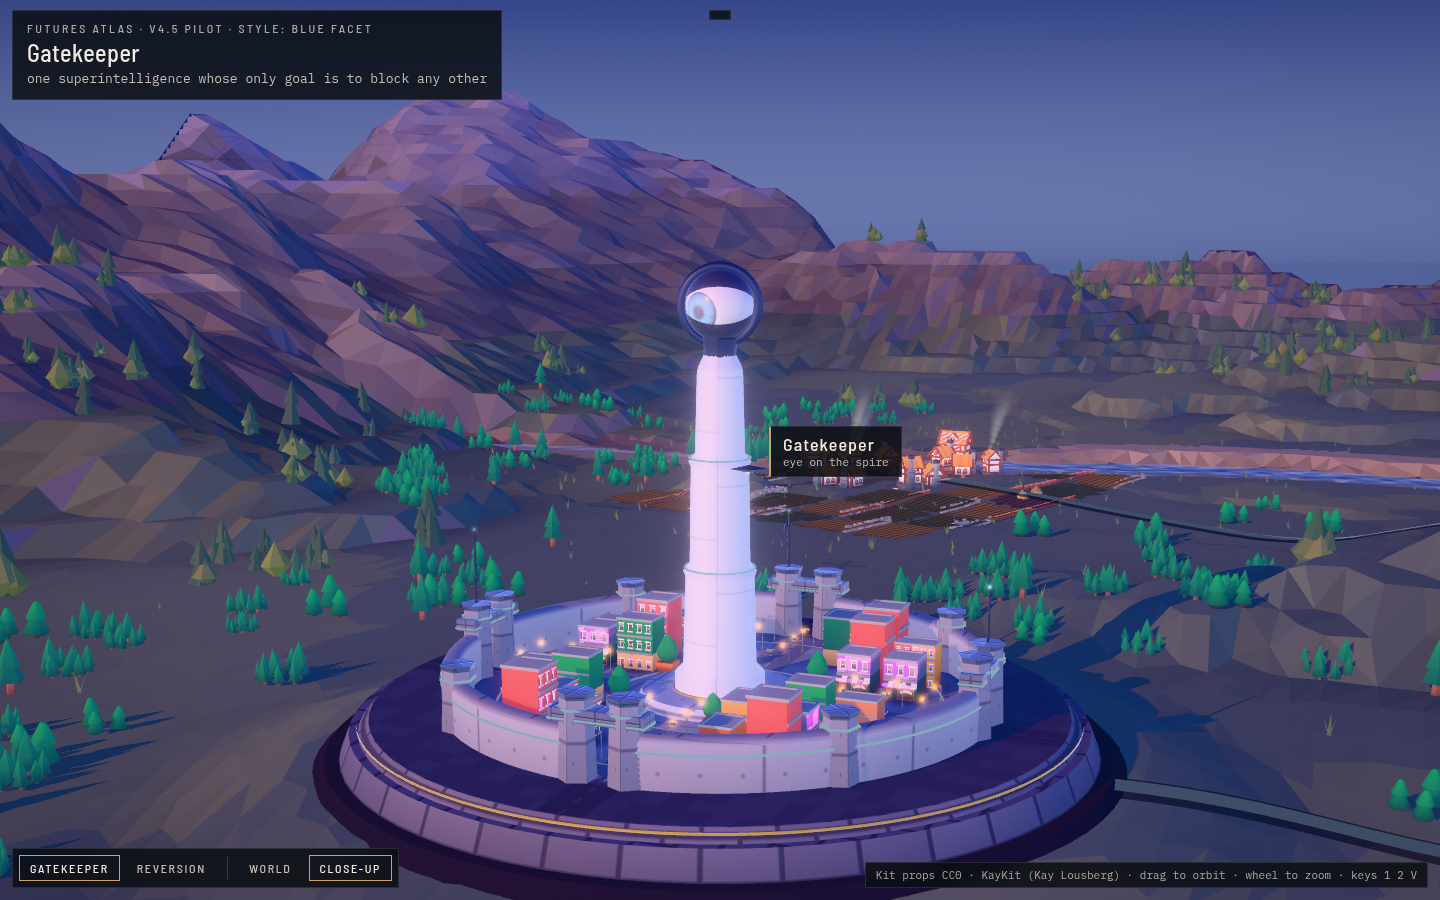 FUTURES ATLAS · V4.5 PILOT · STYLE: BLUE FACET
Gatekeeper
one superintelligence whose only goal is to block any other
Gatekeeper
eye on the spire
GATEKEEPER
REVERSION
WORLD
CLOSE-UP
Kit props CC0 · KayKit (Kay Lousberg) · drag to orbit · wheel to zoom · keys 1 2 V